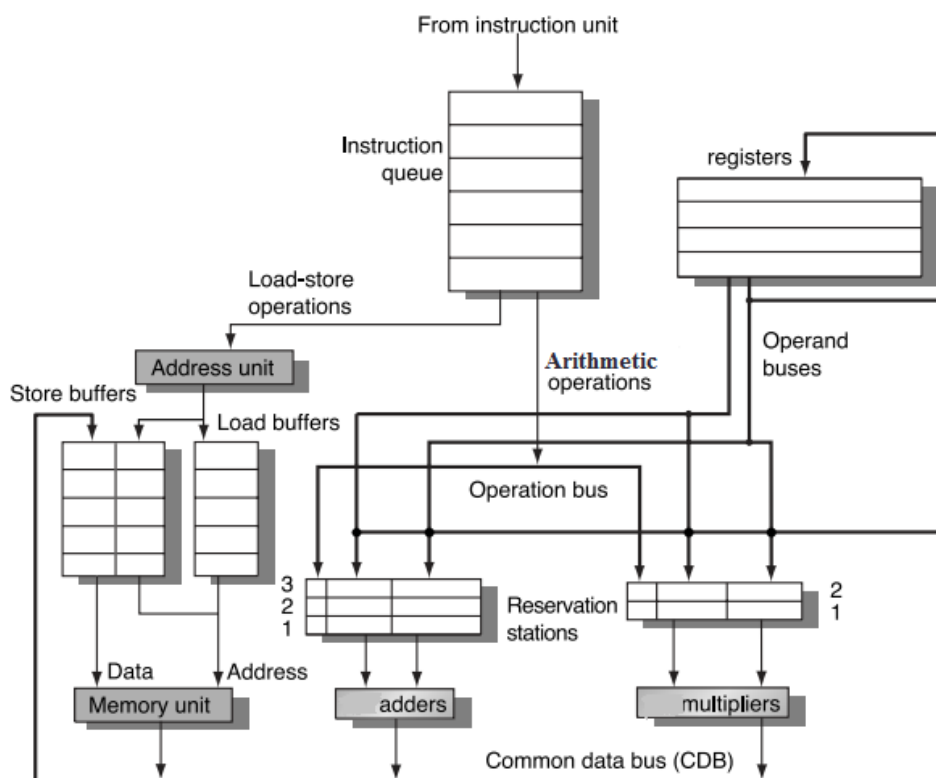 From instruction unit
Instruction
queue
registers
Load-store
operations
Address unit
Arithmetic
operations
Operand
buses
Store buffers
Load buffers
Operation bus
3
2
1
Reservation
stations
2
1
Data
Address
Memory unit
adders
multipliers
Common data bus (CDB)